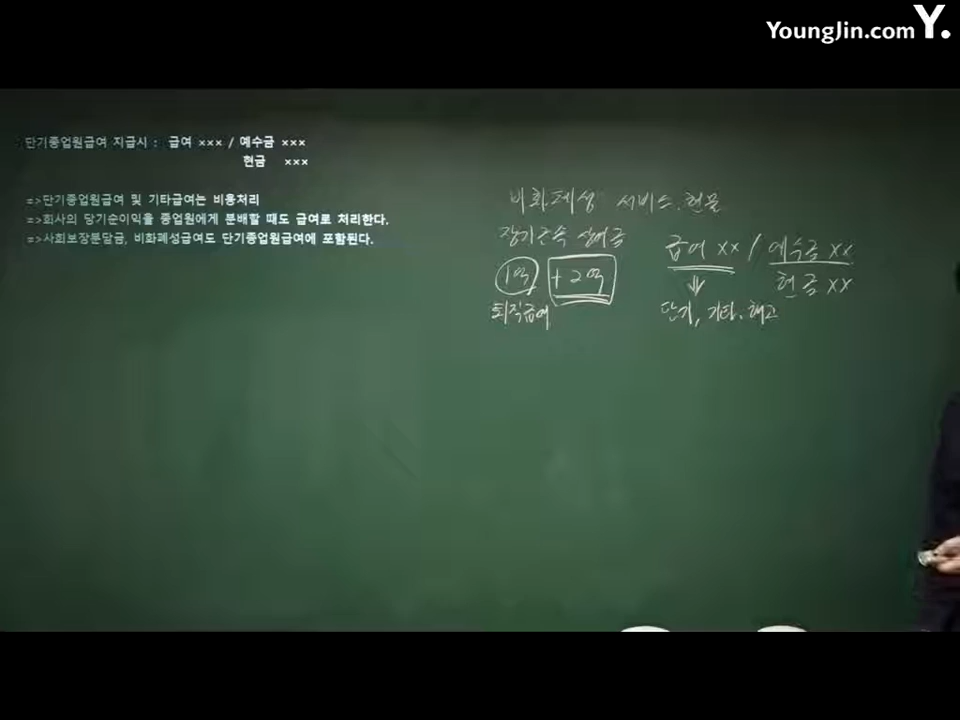 YoungJin.com Y.
단기종업원급여 지급시 : 급여 ××× / 예수금 ×××
현금 ×××
=>단기종업원급여 및 기타급여는 비용처리
=>회사의 당기순이익을 종업원에게 분배할 때도 급여로 처리한다.
=>사회보장분담금, 비화폐성급여도 단기종업원급여에 포함된다.
비화폐성 서비스.현물
장기근속 상여금
1억 + 2억
퇴직급여
급여 xx / 예수금 xx
현금 xx
⇓
단기, 기타.해고